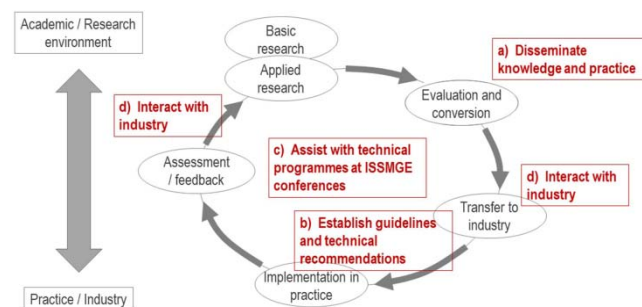 Academic / Research
environment
Basic
research
Applied
research
a) Disseminate
knowledge and practice
Evaluation and
conversion
d) Interact with
industry
c) Assist with technical
programmes at ISSMGE
conferences
Assessment
/ feedback
d) Interact with
industry
Transfer to
industry
b) Establish guidelines
and technical
recommendations
Implementation in
practice
Practice / Industry